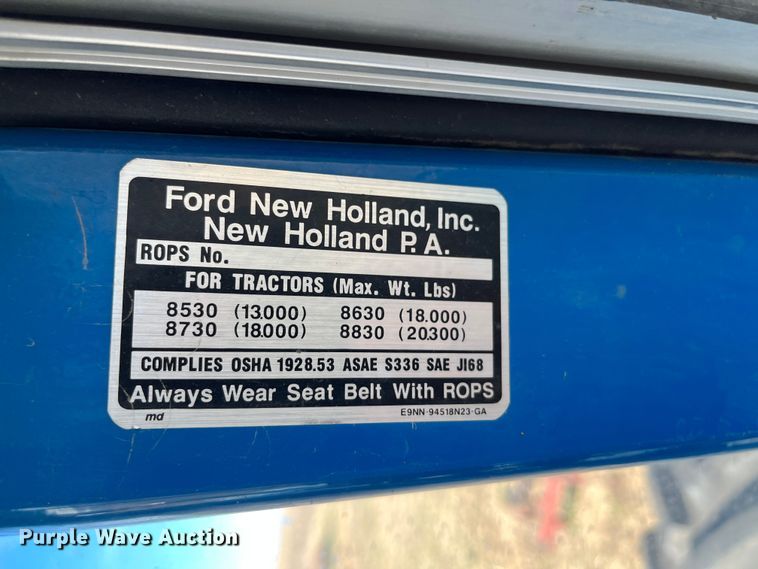 Ford New Holland, Inc.
New Holland P.A.
ROPS No.
FOR TRACTORS (Max. Wt. Lbs)
8530 (13.000) 8630 (18.000)
8730 (18.000) 8830 (20.300)
COMPLIES OSHA 1928.53 ASAE S336 SAE J168
Always Wear Seat Belt With ROPS
md E9NN-94518N23-GA
Purple Wave Auction